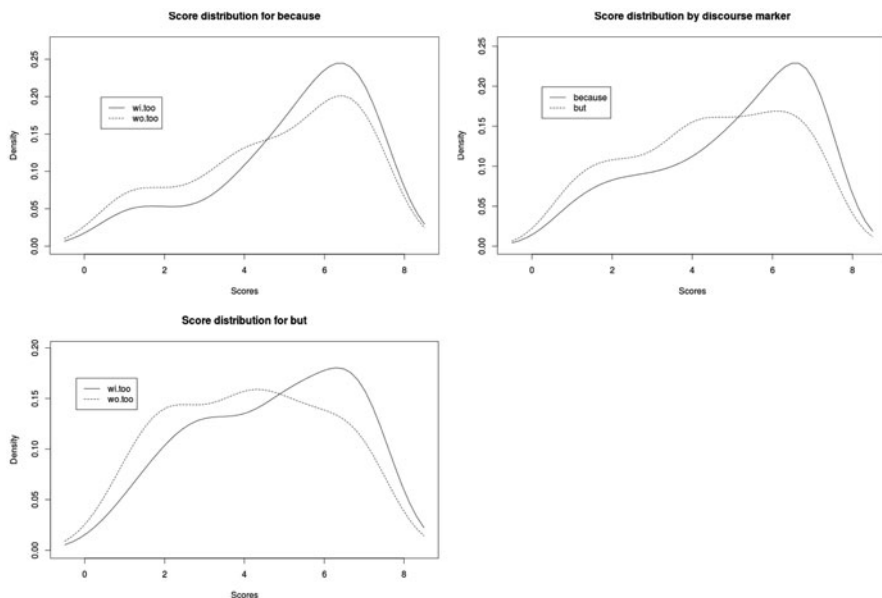 Score distribution for because
0.25
0.20
0.15
0.10
0.05
0.00
Density
wi.too
wo.too
0 2 4 6 8
Scores
Score distribution by discourse marker
0.25
0.20
0.15
0.10
0.05
0.00
Density
because
but
0 2 4 6 8
Scores
Score distribution for but
0.20
0.15
0.10
0.05
0.00
Density
wi.too
wo.too
0 2 4 6 8
Scores